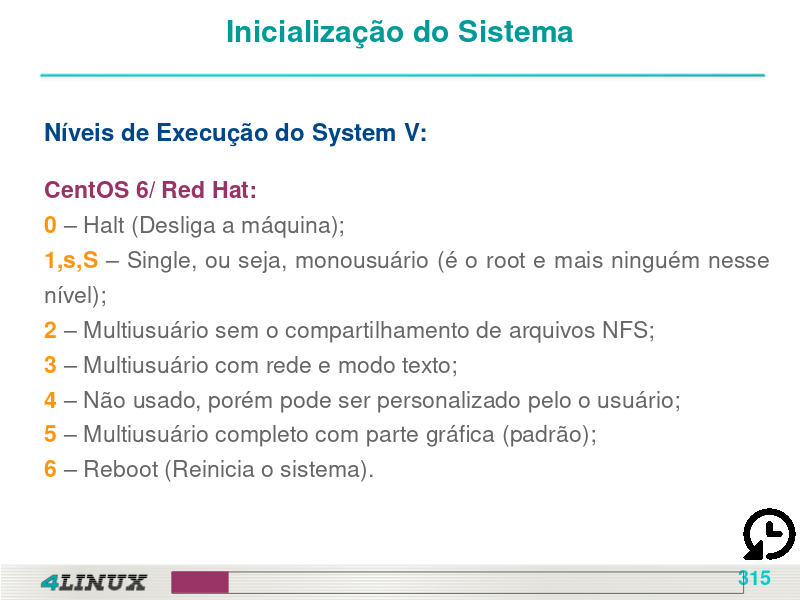 Inicialização do Sistema
Níveis de Execução do System V:
CentOS 6/ Red Hat:
0 – Halt (Desliga a máquina);
1,s,S – Single, ou seja, monousuário (é o root e mais ninguém nesse
nível);
2 – Multiusuário sem o compartilhamento de arquivos NFS;
3 – Multiusuário com rede e modo texto;
4 – Não usado, porém pode ser personalizado pelo o usuário;
5 – Multiusuário completo com parte gráfica (padrão);
6 – Reboot (Reinicia o sistema).
4LINUX
315